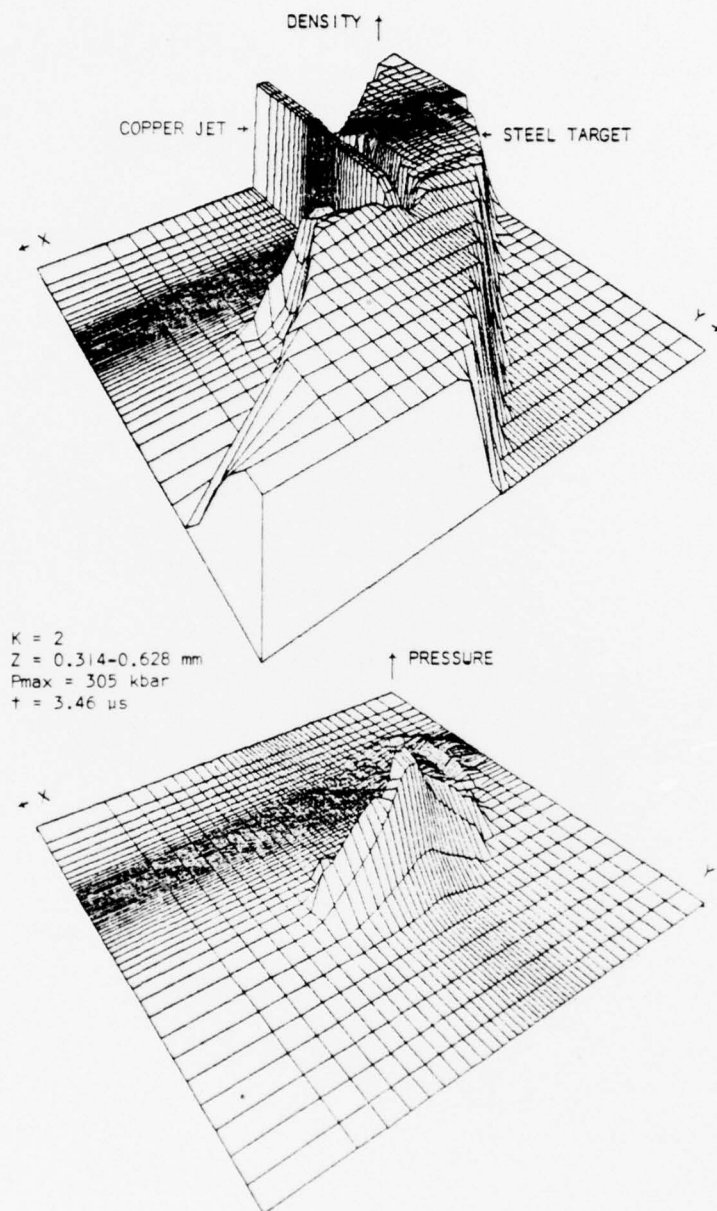 DENSITY ↑
COPPER JET →
← STEEL TARGET
← X
Y →
K = 2
Z = 0.314-0.628 mm
Pmax = 305 kbar
t = 3.46 μs
↑ PRESSURE
← X
Y